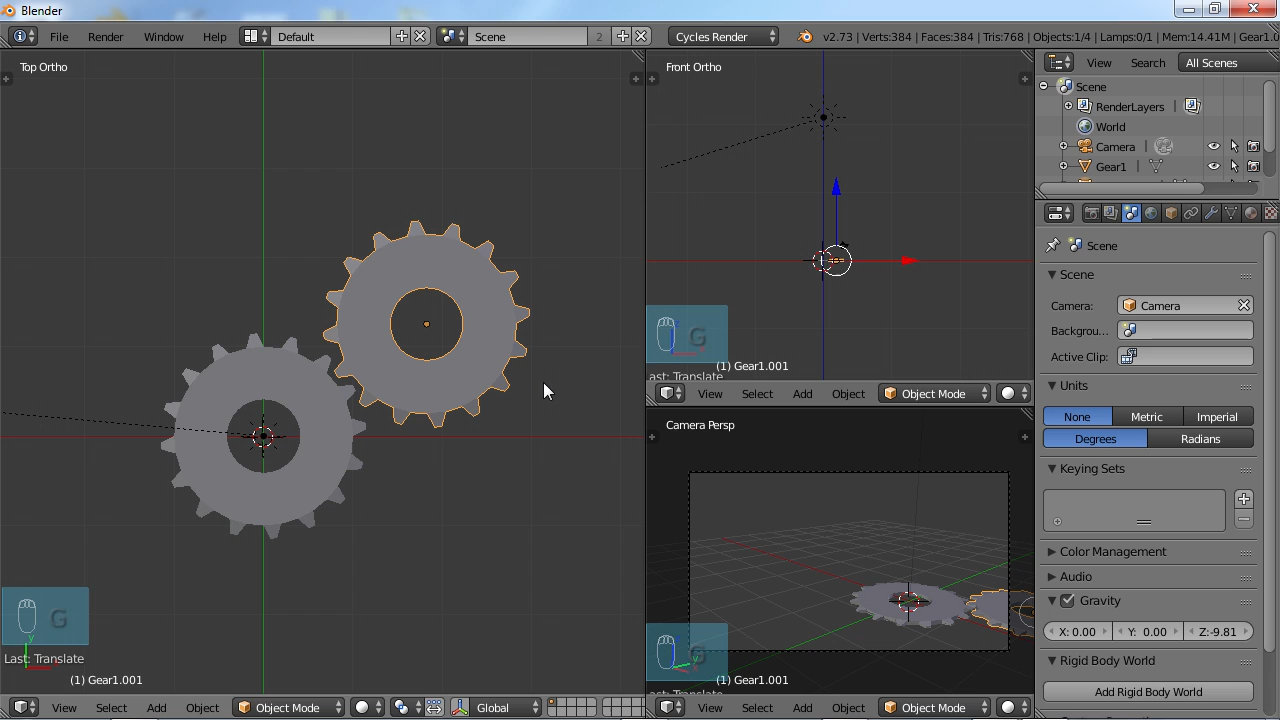 Blender
File Render Window Help Default Scene 2 Cycles Render v2.73 | Verts:384 | Faces:384 | Tris:768 | Objects:1/4 | Lamps:0/1 | Mem:14.41M | Gear1.0
Top Ortho
G
y
Last: Translate
(1) Gear1.001
View Select Add Object Object Mode Global
Front Ortho
G
(1) Gear1.001
ast: Translate
View Select Add Object Object Mode
Camera Persp
G
y
(1) Gear1.001
ast: Translate
View Select Add Object Object Mode
View Search All Scenes
Scene
RenderLayers |
World
Camera |
Gear1 |
Scene
Scene
Camera: Camera
Backgrou...
Active Clip:
Units
None Metric Imperial
Degrees Radians
Keying Sets
Color Management
Audio
Gravity
X: 0.00 Y: 0.00 Z:-9.81
Rigid Body World
Add Rigid Body World